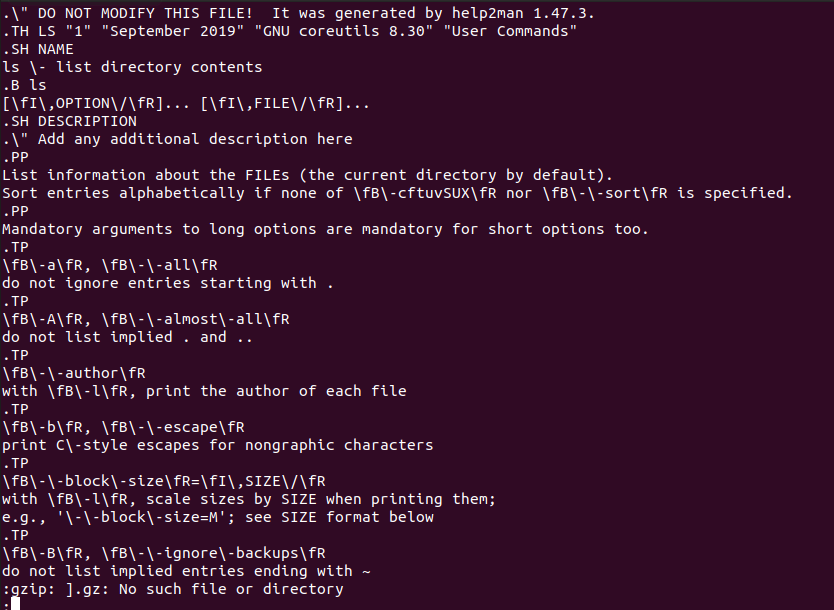 .\" DO NOT MODIFY THIS FILE!  It was generated by help2man 1.47.3.
.TH LS "1" "September 2019" "GNU coreutils 8.30" "User Commands"
.SH NAME
ls \- list directory contents
.B ls
[\fI\,OPTION\/\fR]... [\fI\,FILE\/\fR]...
.SH DESCRIPTION
.\" Add any additional description here
.PP
List information about the FILEs (the current directory by default).
Sort entries alphabetically if none of \fB\-cftuvSUX\fR nor \fB\-\-sort\fR is specified.
.PP
Mandatory arguments to long options are mandatory for short options too.
.TP
\fB\-a\fR, \fB\-\-all\fR
do not ignore entries starting with .
.TP
\fB\-A\fR, \fB\-\-almost\-all\fR
do not list implied . and ..
.TP
\fB\-\-author\fR
with \fB\-l\fR, print the author of each file
.TP
\fB\-b\fR, \fB\-\-escape\fR
print C\-style escapes for nongraphic characters
.TP
\fB\-\-block\-size\fR=\fI\,SIZE\/\fR
with \fB\-l\fR, scale sizes by SIZE when printing them;
e.g., '\-\-block\-size=M'; see SIZE format below
.TP
\fB\-B\fR, \fB\-\-ignore\-backups\fR
do not list implied entries ending with ~
:gzip: ].gz: No such file or directory
: